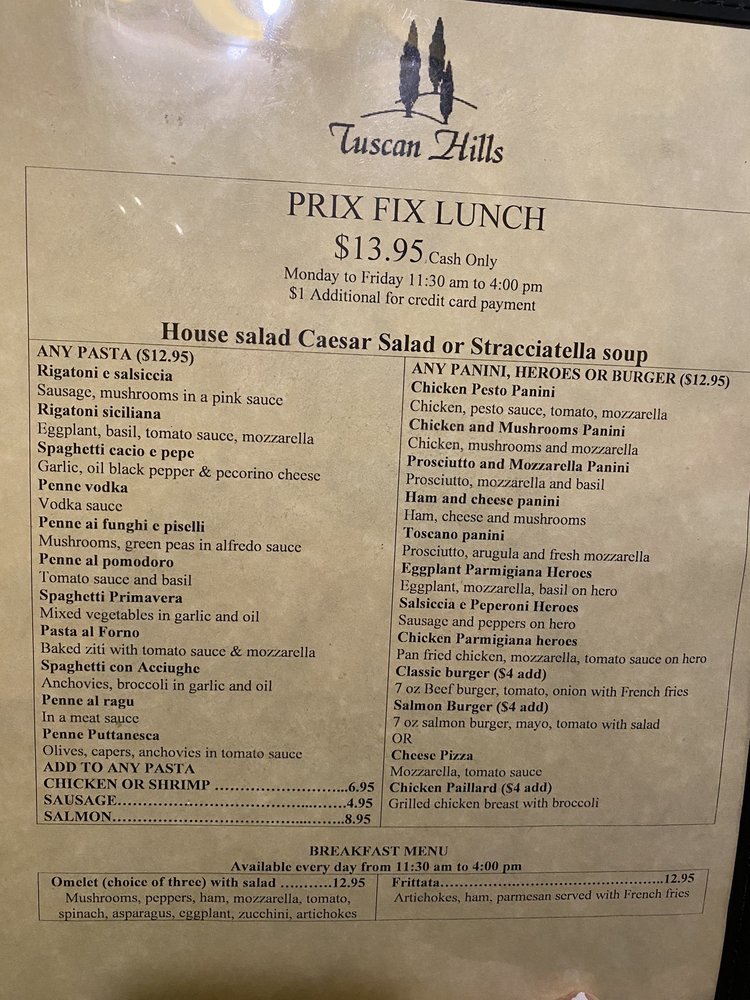 Tuscan Hills
PRIX FIX LUNCH
$13.95 Cash Only
Monday to Friday 11:30 am to 4:00 pm
$1 Additional for credit card payment
House salad Caesar Salad or Stracciatella soup
ANY PASTA ($12.95)
Rigatoni e salsiccia
Sausage, mushrooms in a pink sauce
Rigatoni siciliana
Eggplant, basil, tomato sauce, mozzarella
Spaghetti cacio e pepe
Garlic, oil black pepper & pecorino cheese
Penne vodka
Vodka sauce
Penne ai funghi e piselli
Mushrooms, green peas in alfredo sauce
Penne al pomodoro
Tomato sauce and basil
Spaghetti Primavera
Mixed vegetables in garlic and oil
Pasta al Forno
Baked ziti with tomato sauce & mozzarella
Spaghetti con Acciughe
Anchovies, broccoli in garlic and oil
Penne al ragu
In a meat sauce
Penne Puttanesca
Olives, capers, anchovies in tomato sauce
ADD TO ANY PASTA
CHICKEN OR SHRIMP ...........................6.95
SAUSAGE...........................................4.95
SALMON............................................8.95
ANY PANINI, HEROES OR BURGER ($12.95)
Chicken Pesto Panini
Chicken, pesto sauce, tomato, mozzarella
Chicken and Mushrooms Panini
Chicken, mushrooms and mozzarella
Prosciutto and Mozzarella Panini
Prosciutto, mozzarella and basil
Ham and cheese panini
Ham, cheese and mushrooms
Toscano panini
Prosciutto, arugula and fresh mozzarella
Eggplant Parmigiana Heroes
Eggplant, mozzarella, basil on hero
Salsiccia e Peperoni Heroes
Sausage and peppers on hero
Chicken Parmigiana heroes
Pan fried chicken, mozzarella, tomato sauce on hero
Classic burger ($4 add)
7 oz Beef burger, tomato, onion with French fries
Salmon Burger ($4 add)
7 oz salmon burger, mayo, tomato with salad
OR
Cheese Pizza
Mozzarella, tomato sauce
Chicken Paillard ($4 add)
Grilled chicken breast with broccoli
BREAKFAST MENU
Available every day from 11:30 am to 4:00 pm
Omelet (choice of three) with salad ...........12.95
Mushrooms, peppers, ham, mozzarella, tomato,
spinach, asparagus, eggplant, zucchini, artichokes
Frittata................................................12.95
Artichokes, ham, parmesan served with French fries